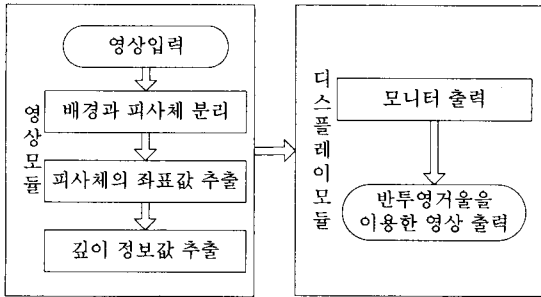 영상모듈
영상입력
배경과 피사체 분리
피사체의 좌표값 추출
깊이 정보값 추출
디스플레이모듈
모니터 출력
반투영거울을
이용한 영상 출력